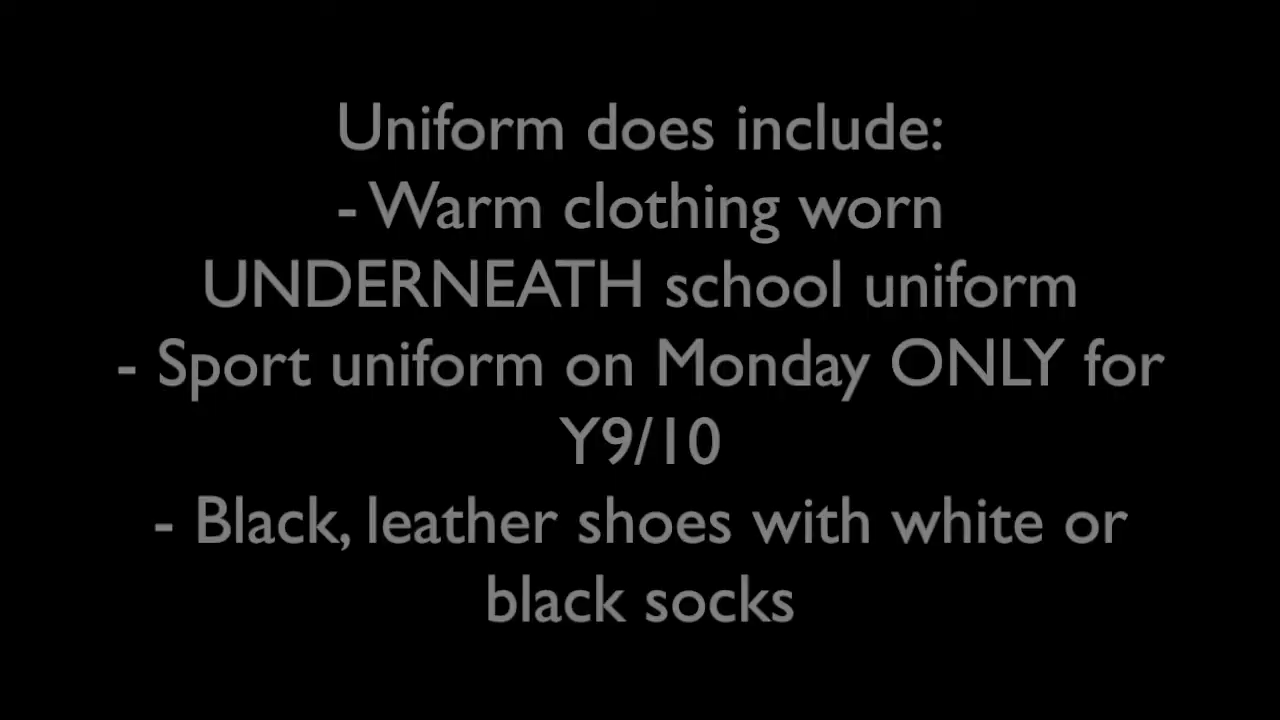 Uniform does include:
- Warm clothing worn
UNDERNEATH school uniform
- Sport uniform on Monday ONLY for
Y9/10
- Black, leather shoes with white or
black socks